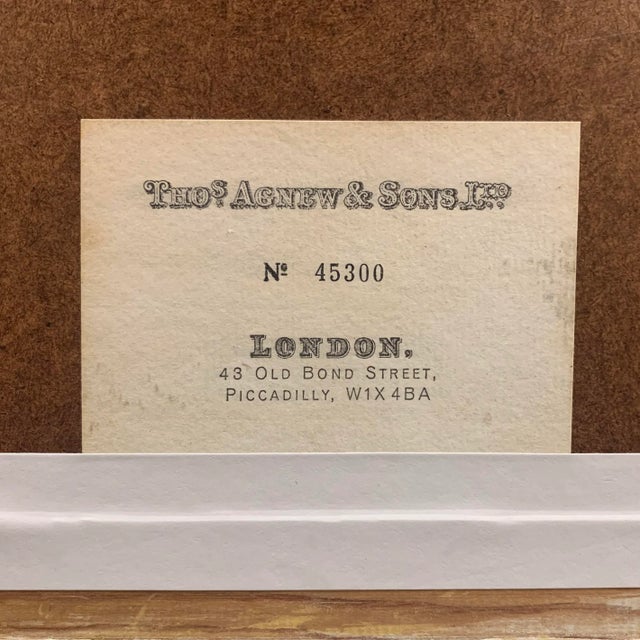 Thoˢ. Agnew & Sons, Lᵀᴰ.
Nº 45300
London,
43 Old Bond Street,
Piccadilly, W1X 4BA